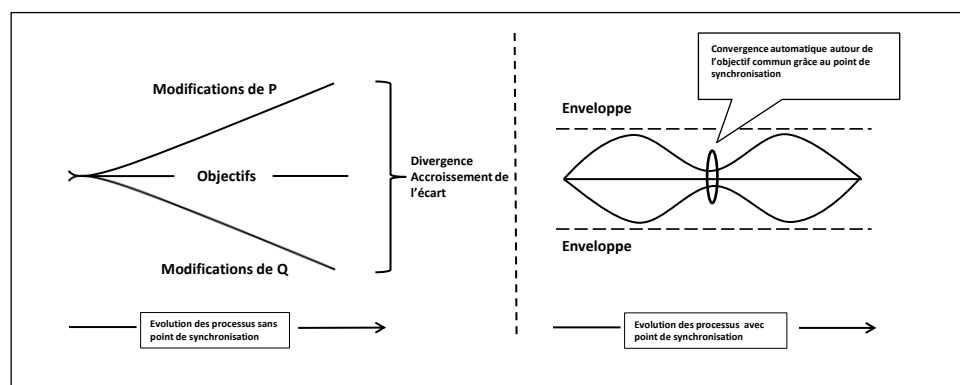 Modifications de P
Objectifs
Modifications de Q
Divergence
Accroissement de
l'écart
Evolution des processus sans
point de synchronisation
Convergence automatique autour de
l'objectif commun grâce au point de
synchronisation
Enveloppe
Enveloppe
Evolution des processus avec
point de synchronisation